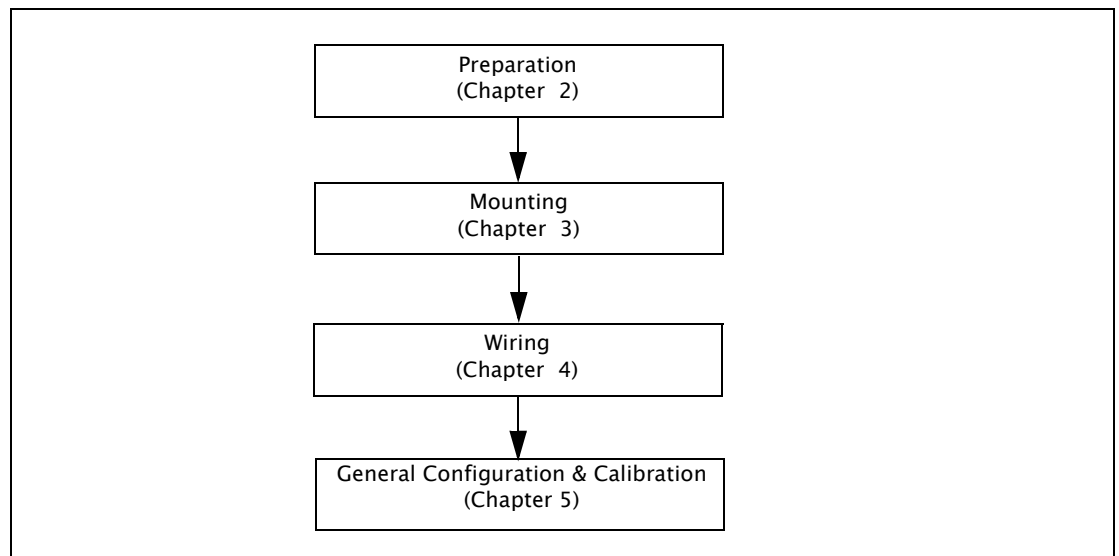 Preparation
(Chapter 2)
Mounting
(Chapter 3)
Wiring
(Chapter 4)
General Configuration & Calibration
(Chapter 5)